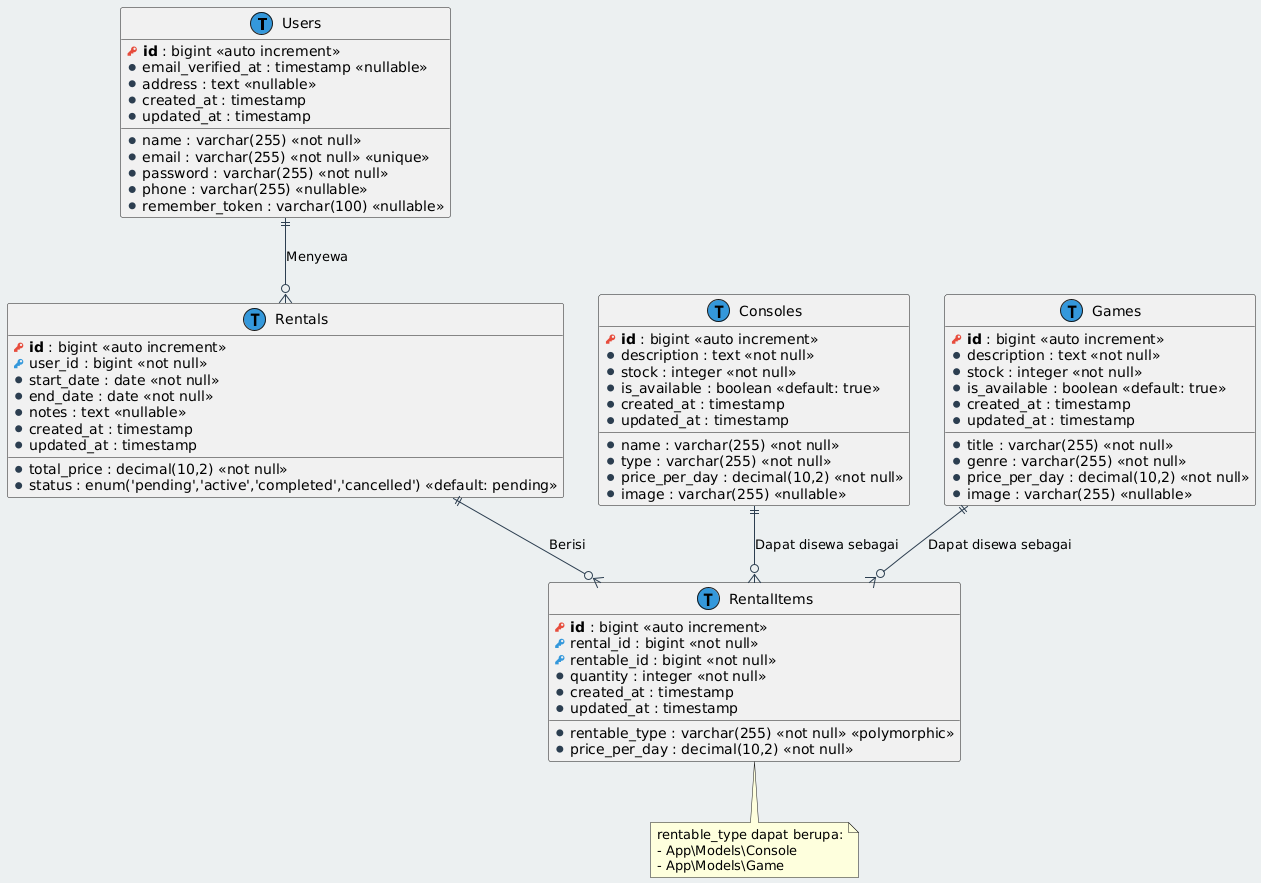 T Users
id : bigint «auto increment»
email_verified_at : timestamp «nullable»
address : text «nullable»
created_at : timestamp
updated_at : timestamp
name : varchar(255) «not null»
email : varchar(255) «not null» «unique»
password : varchar(255) «not null»
phone : varchar(255) «nullable»
remember_token : varchar(100) «nullable»
Menyewa
T Rentals
id : bigint «auto increment»
user_id : bigint «not null»
start_date : date «not null»
end_date : date «not null»
notes : text «nullable»
created_at : timestamp
updated_at : timestamp
total_price : decimal(10,2) «not null»
status : enum('pending','active','completed','cancelled') «default: pending»
T Consoles
id : bigint «auto increment»
description : text «not null»
stock : integer «not null»
is_available : boolean «default: true»
created_at : timestamp
updated_at : timestamp
name : varchar(255) «not null»
type : varchar(255) «not null»
price_per_day : decimal(10,2) «not null»
image : varchar(255) «nullable»
T Games
id : bigint «auto increment»
description : text «not null»
stock : integer «not null»
is_available : boolean «default: true»
created_at : timestamp
updated_at : timestamp
title : varchar(255) «not null»
genre : varchar(255) «not null»
price_per_day : decimal(10,2) «not null»
image : varchar(255) «nullable»
Berisi
Dapat disewa sebagai
Dapat disewa sebagai
T RentalItems
id : bigint «auto increment»
rental_id : bigint «not null»
rentable_id : bigint «not null»
quantity : integer «not null»
created_at : timestamp
updated_at : timestamp
rentable_type : varchar(255) «not null» «polymorphic»
price_per_day : decimal(10,2) «not null»
rentable_type dapat berupa:
- App\Models\Console
- App\Models\Game